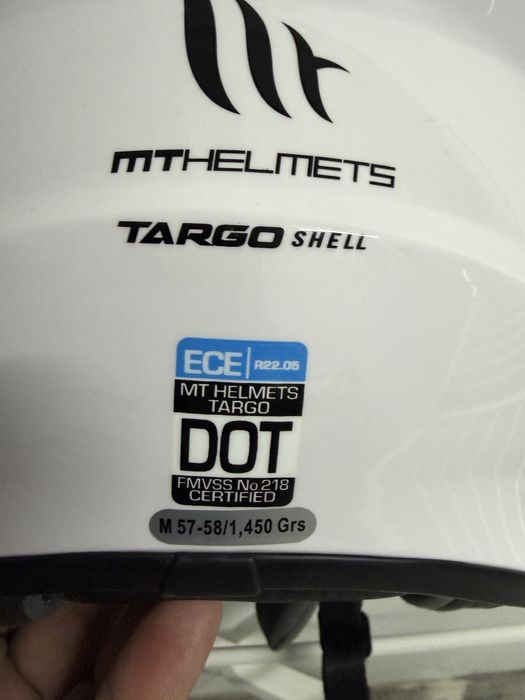 MTHELMETS
TARGO SHELL
ECE R22.05
MT HELMETS
TARGO
DOT
FMVSS No 218
CERTIFIED
M 57-58/1,450 Grs